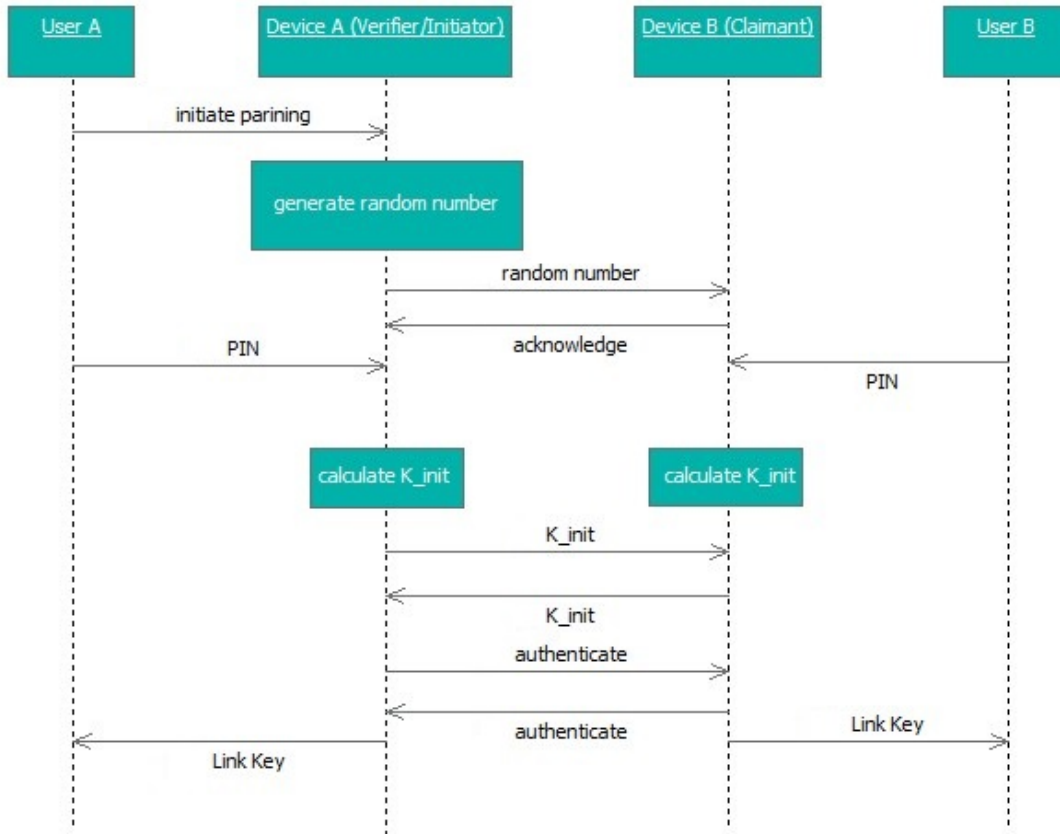 User A
Device A (Verifier/Initiator)
Device B (Claimant)
User B
initiate parining
generate random number
random number
acknowledge
PIN
PIN
calculate K_init
calculate K_init
K_init
K_init
authenticate
authenticate
Link Key
Link Key